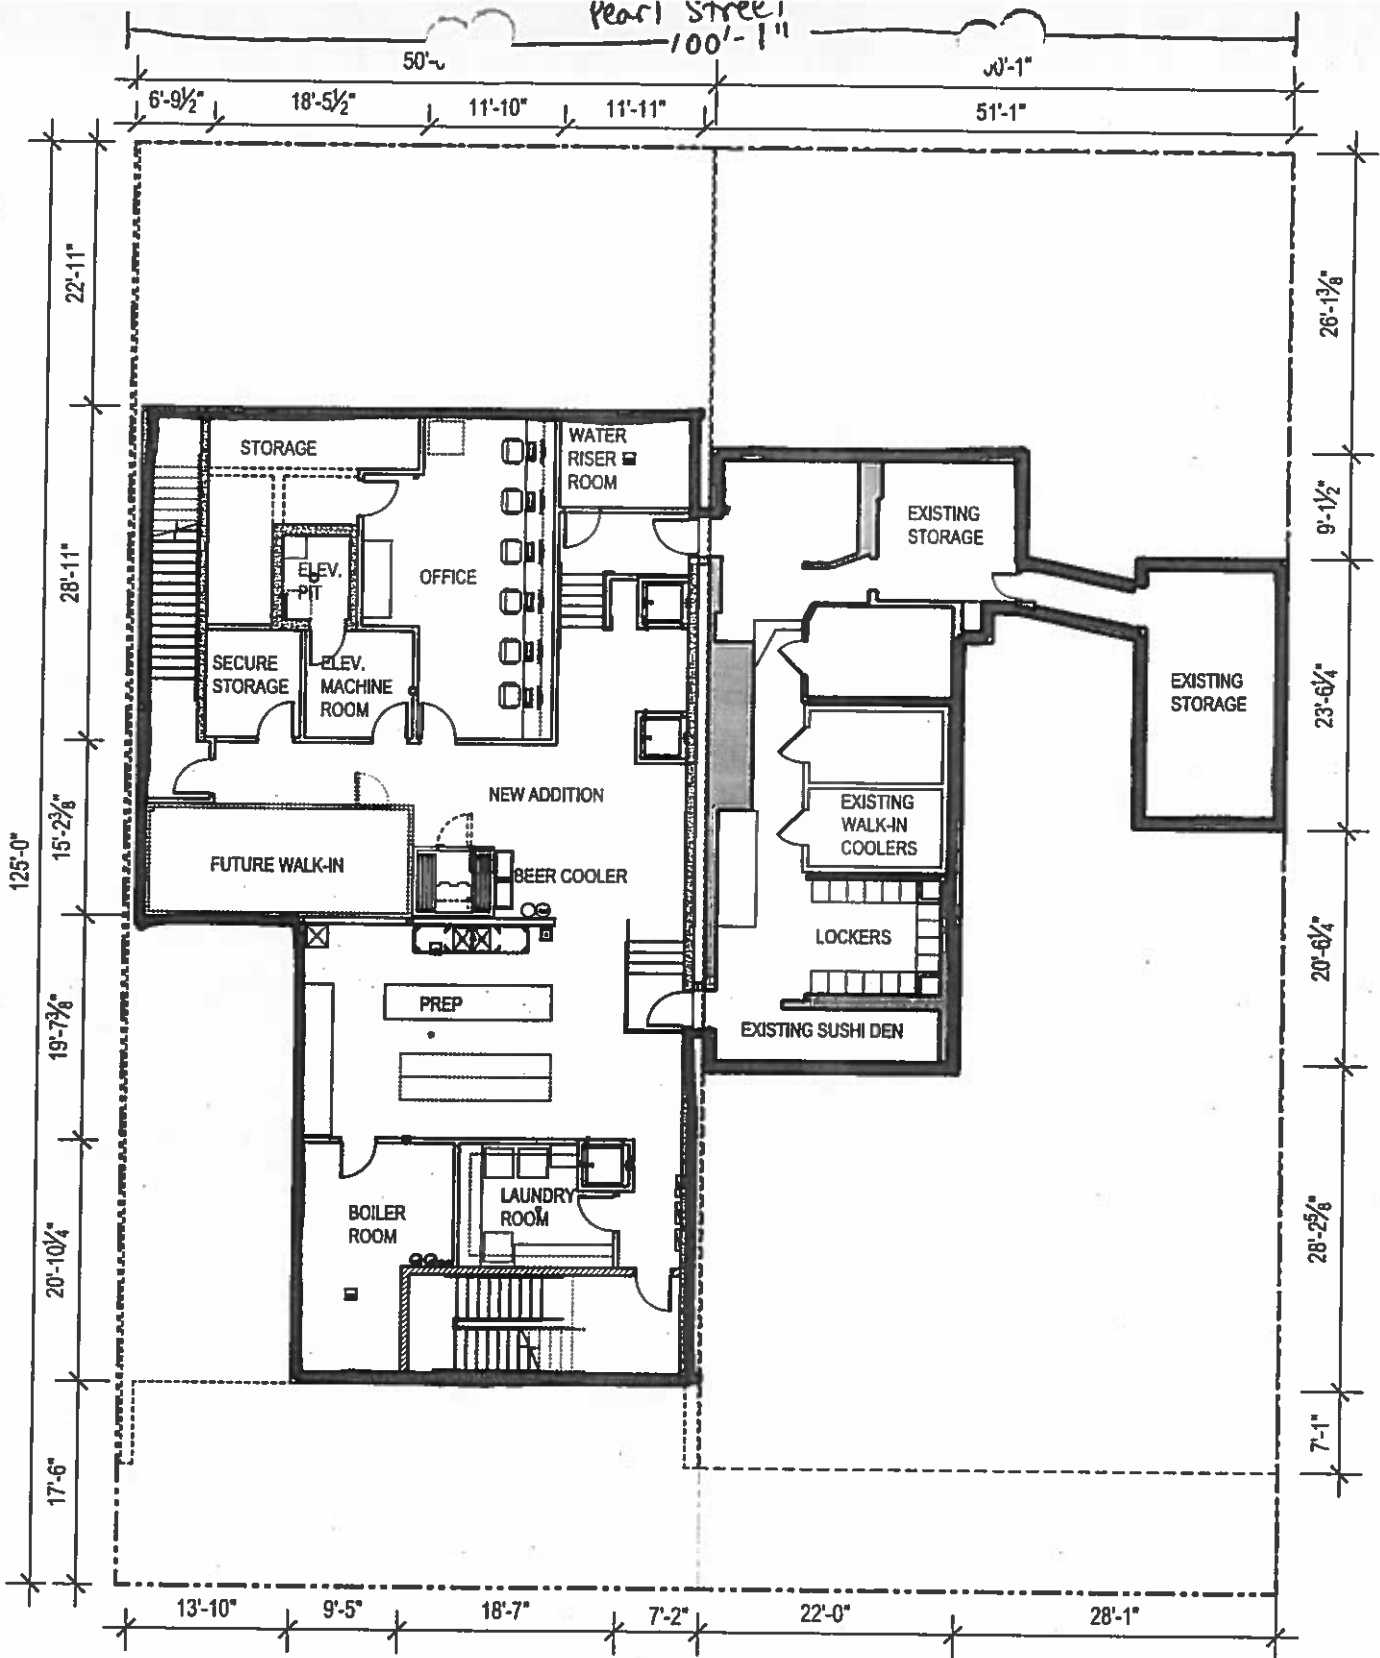 Pearl Street
100'-1"
50'-
0'-1"
6'-9½"
18'-5½"
11'-10"
11'-11"
51'-1"
22'-11"
28'-11"
15'-2⅜"
125'-0"
19'-7⅜"
20'-10¼"
17'-6"
STORAGE
WATER
RISER
ROOM
ELEV.
PIT
OFFICE
SECURE
STORAGE
ELEV.
MACHINE
ROOM
NEW ADDITION
FUTURE WALK-IN
BEER COOLER
PREP
BOILER
ROOM
LAUNDRY
ROOM
EXISTING
STORAGE
EXISTING
STORAGE
EXISTING
WALK-IN
COOLERS
LOCKERS
EXISTING SUSHI DEN
26'-1⅜"
9'-1½"
23'-6¼"
20'-6¼"
28'-2⅝"
7'-1"
13'-10"
9'-5"
18'-7"
7'-2"
22'-0"
28'-1"